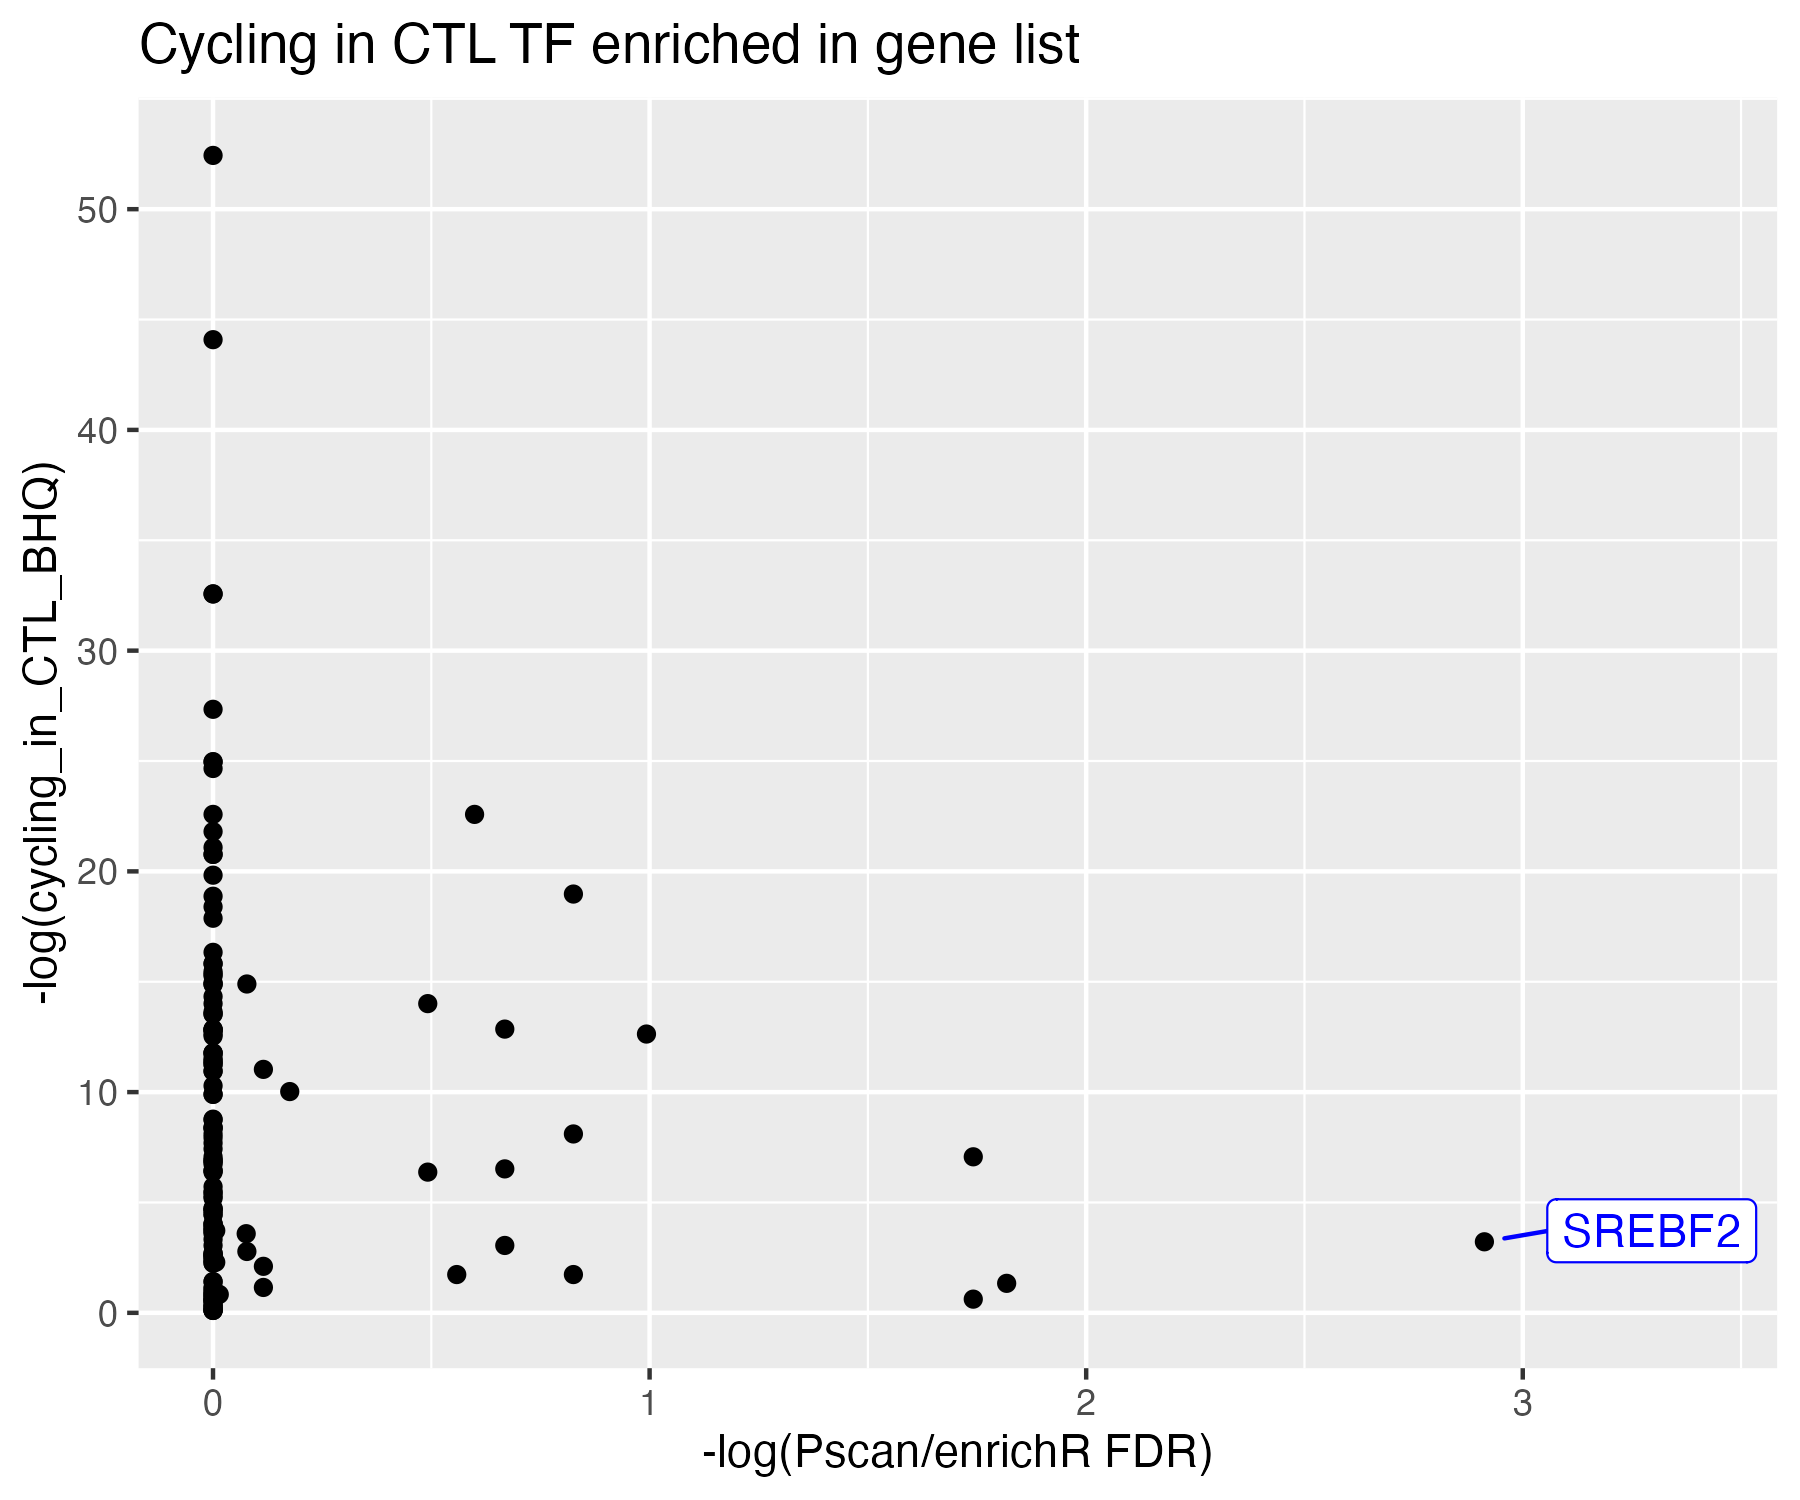 Cycling in CTL TF enriched in gene list
-log(cycling_in_CTL_BHQ)
50
40
30
20
10
0
SREBF2
0 1 2 3
-log(Pscan/enrichR FDR)